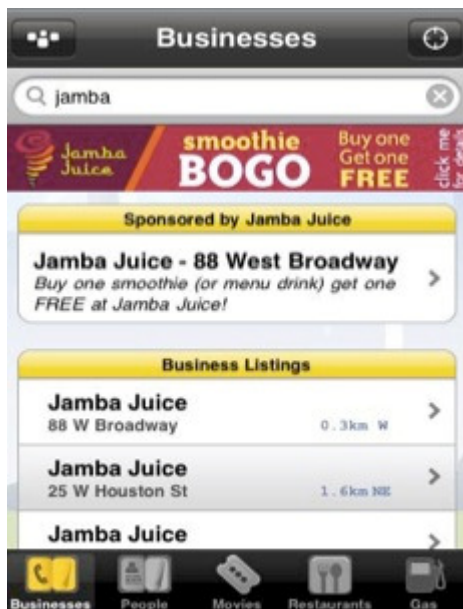 Businesses
jamba
Jamba
Juice
smoothie
BOGO
Buy one
Get one
FREE
click me
for details
Sponsored by Jamba Juice
Jamba Juice - 88 West Broadway
Buy one smoothie (or menu drink) get one
FREE at Jamba Juice!
Business Listings
Jamba Juice
88 W Broadway
0.3km W
Jamba Juice
25 W Houston St
1.6km NE
Jamba Juice
Businesses
People
Movies
Restaurants
Gas